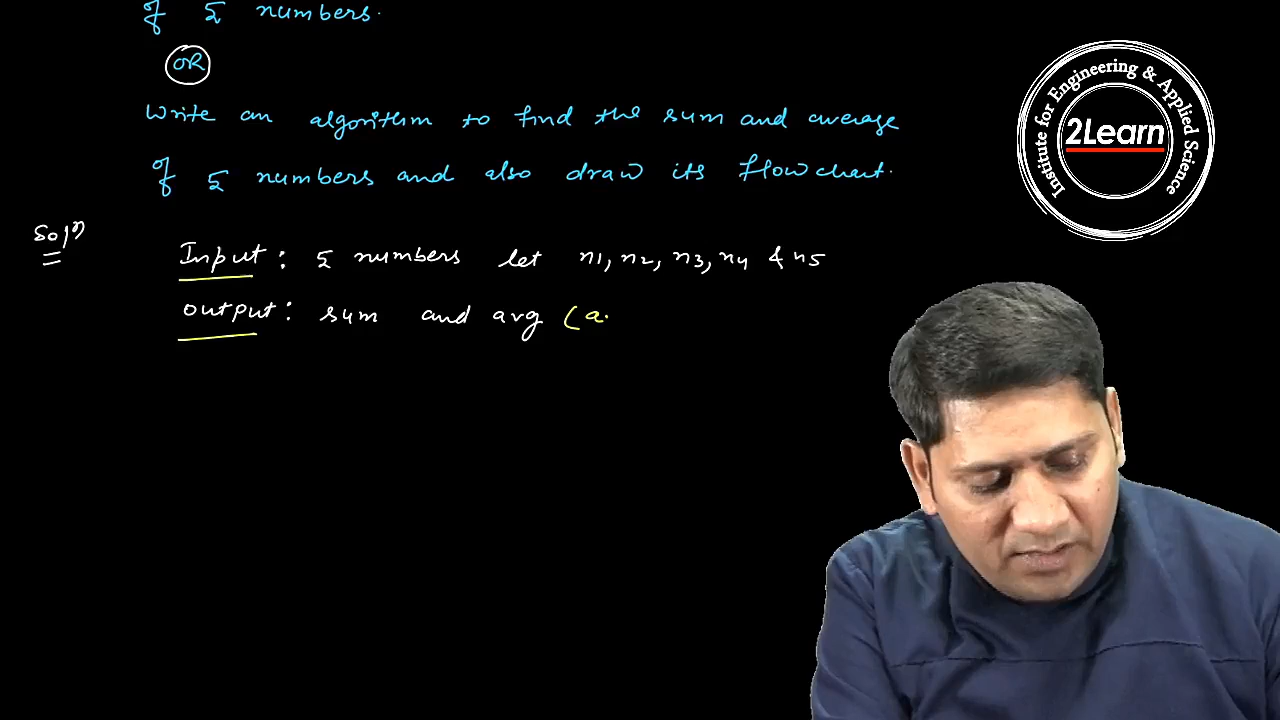 of 5 numbers.
OR
Write an algorithm to find the sum and average
of 5 numbers and also draw its flowchart.
Soln
Input: 5 numbers let n1, n2, n3, n4 & n5
output: sum and avg (a.
Institute for Engineering & Applied Science
2Learn